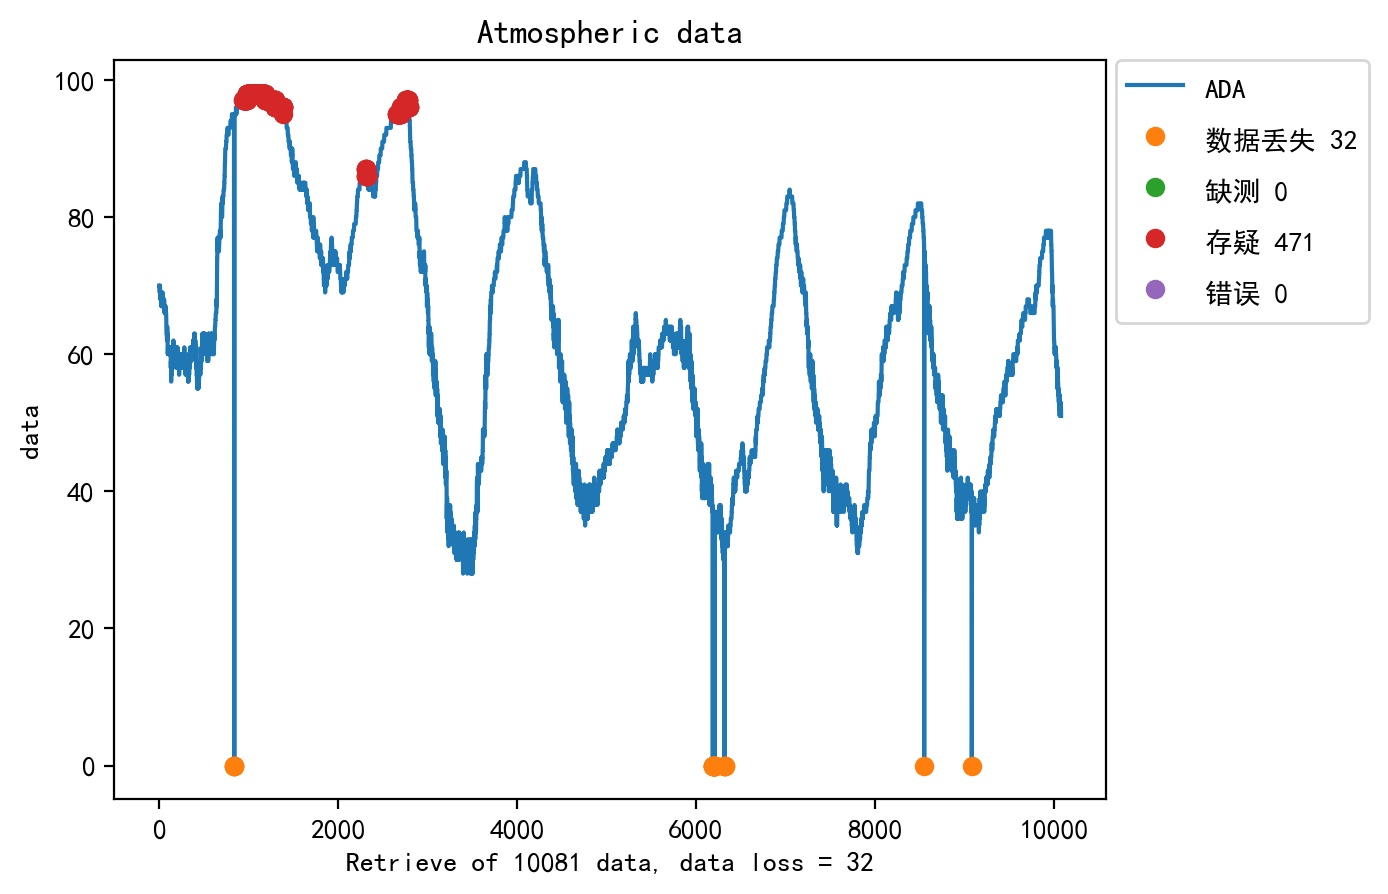 Atmospheric data
100
80
60
40
20
0
data
0 2000 4000 6000 8000 10000
Retrieve of 10081 data, data loss = 32
ADA
数据丢失 32
缺测 0
存疑 471
错误 0